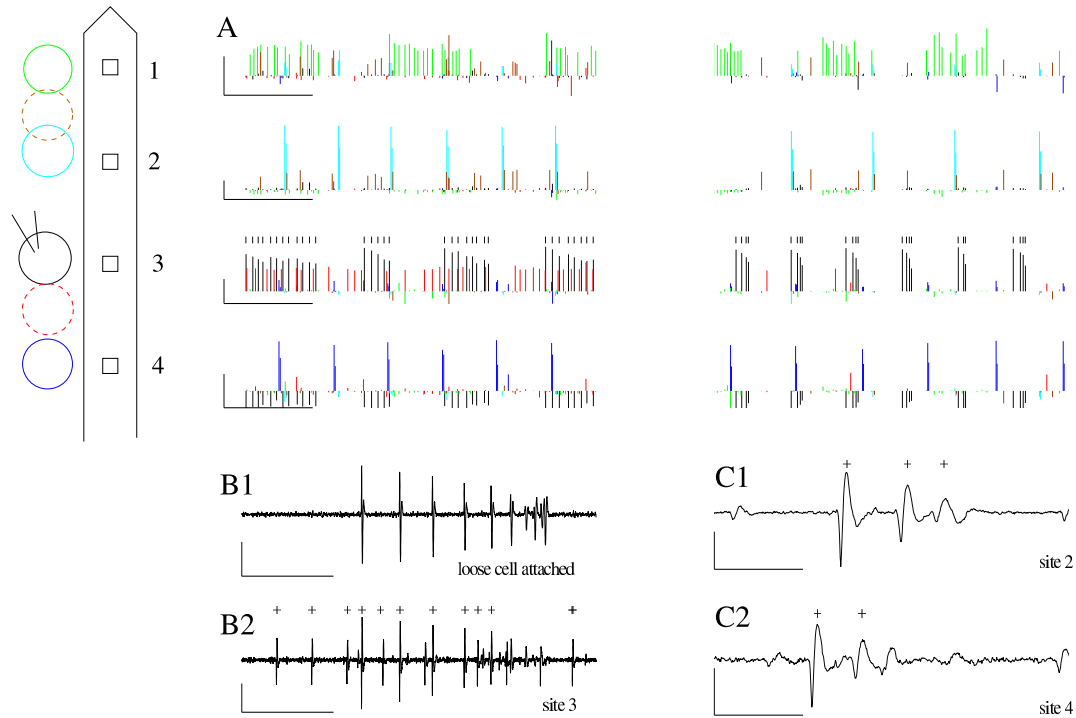 A
1
2
3
4
B1
loose cell attached
C1
+ + +
site 2
B2
+ + + + + + + + + + +
site 3
C2
+ +
site 4